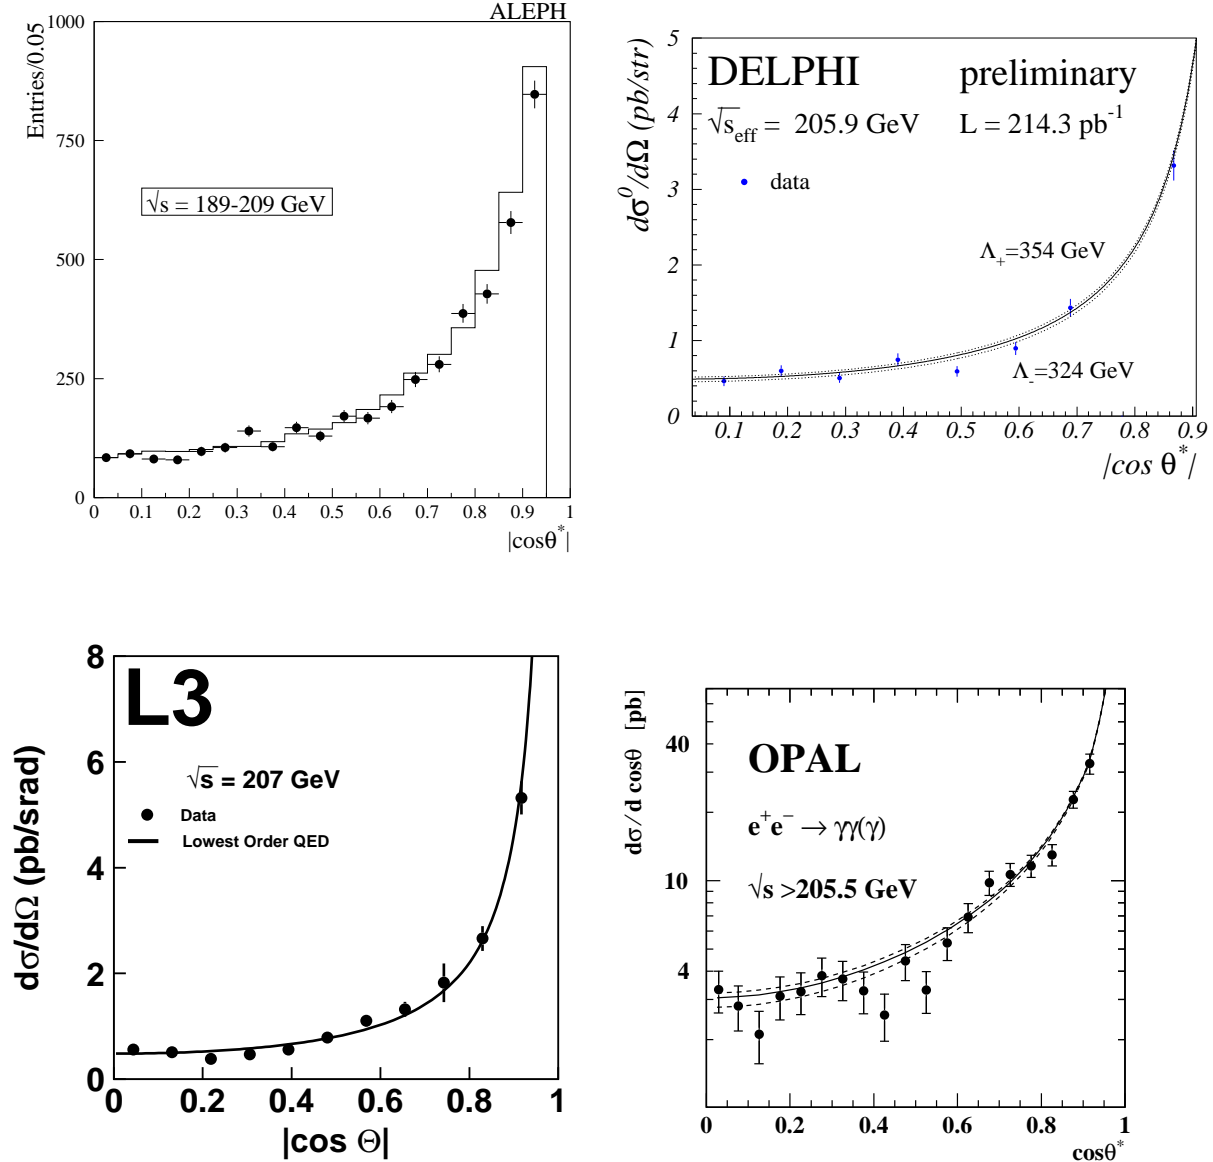 ALEPH
Entries/0.05
1000
750
500
250
0
√s = 189-209 GeV
0 0.1 0.2 0.3 0.4 0.5 0.6 0.7 0.8 0.9 1
|cosθ*|
dσ⁰/dΩ (pb/str)
5
4
3
2
1
0
DELPHI preliminary
√s_eff = 205.9 GeV L = 214.3 pb⁻¹
data
Λ₊=354 GeV
Λ₋=324 GeV
0.1 0.2 0.3 0.4 0.5 0.6 0.7 0.8 0.9
|cos θ*|
dσ/dΩ (pb/srad)
8
6
4
2
0
L3
√s = 207 GeV
Data
Lowest Order QED
0 0.2 0.4 0.6 0.8 1
|cos Θ|
dσ/d cosθ [pb]
40
10
4
OPAL
e⁺e⁻ → γγ(γ)
√s >205.5 GeV
0 0.2 0.4 0.6 0.8 1
cosθ*